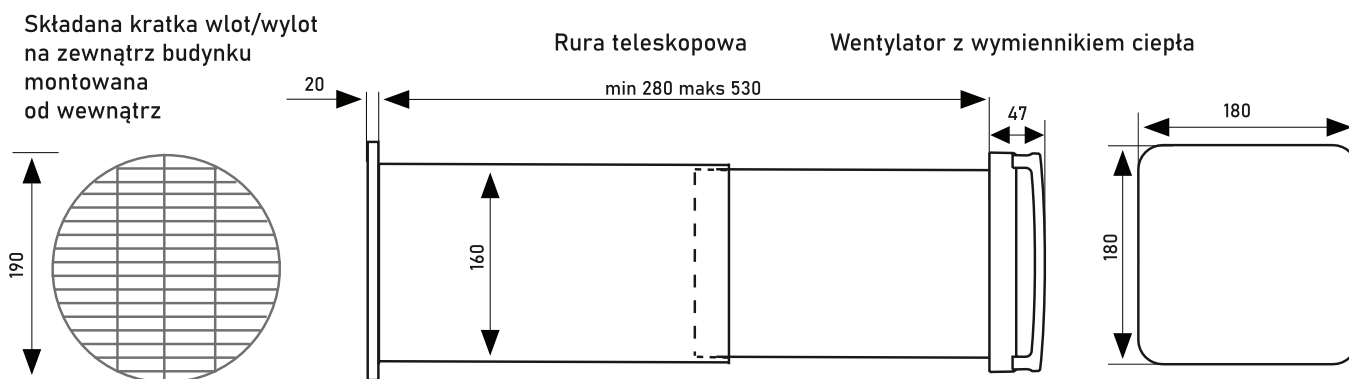 Składana kratka wlot/wylot
na zewnątrz budynku
montowana
od wewnątrz
Rura teleskopowa
Wentylator z wymiennikiem ciepła
20
min 280 maks 530
47
180
190
160
180